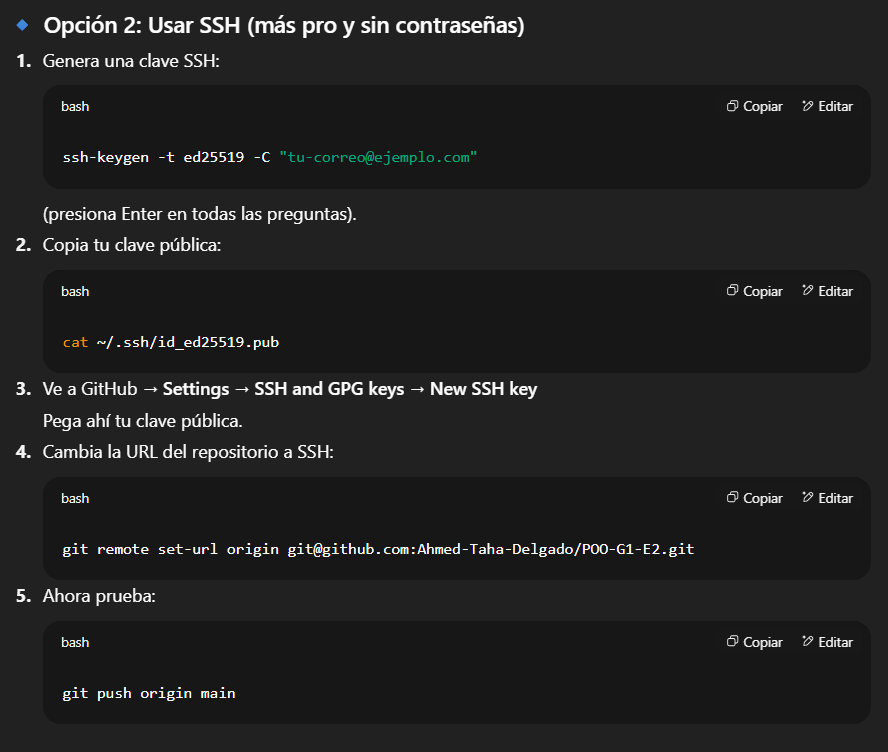 Opción 2: Usar SSH (más pro y sin contraseñas)
1. Genera una clave SSH:
bash Copiar Editar
ssh-keygen -t ed25519 -C "tu-correo@ejemplo.com"
(presiona Enter en todas las preguntas).
2. Copia tu clave pública:
bash Copiar Editar
cat ~/.ssh/id_ed25519.pub
3. Ve a GitHub → Settings → SSH and GPG keys → New SSH key
Pega ahí tu clave pública.
4. Cambia la URL del repositorio a SSH:
bash Copiar Editar
git remote set-url origin git@github.com:Ahmed-Taha-Delgado/POO-G1-E2.git
5. Ahora prueba:
bash Copiar Editar
git push origin main